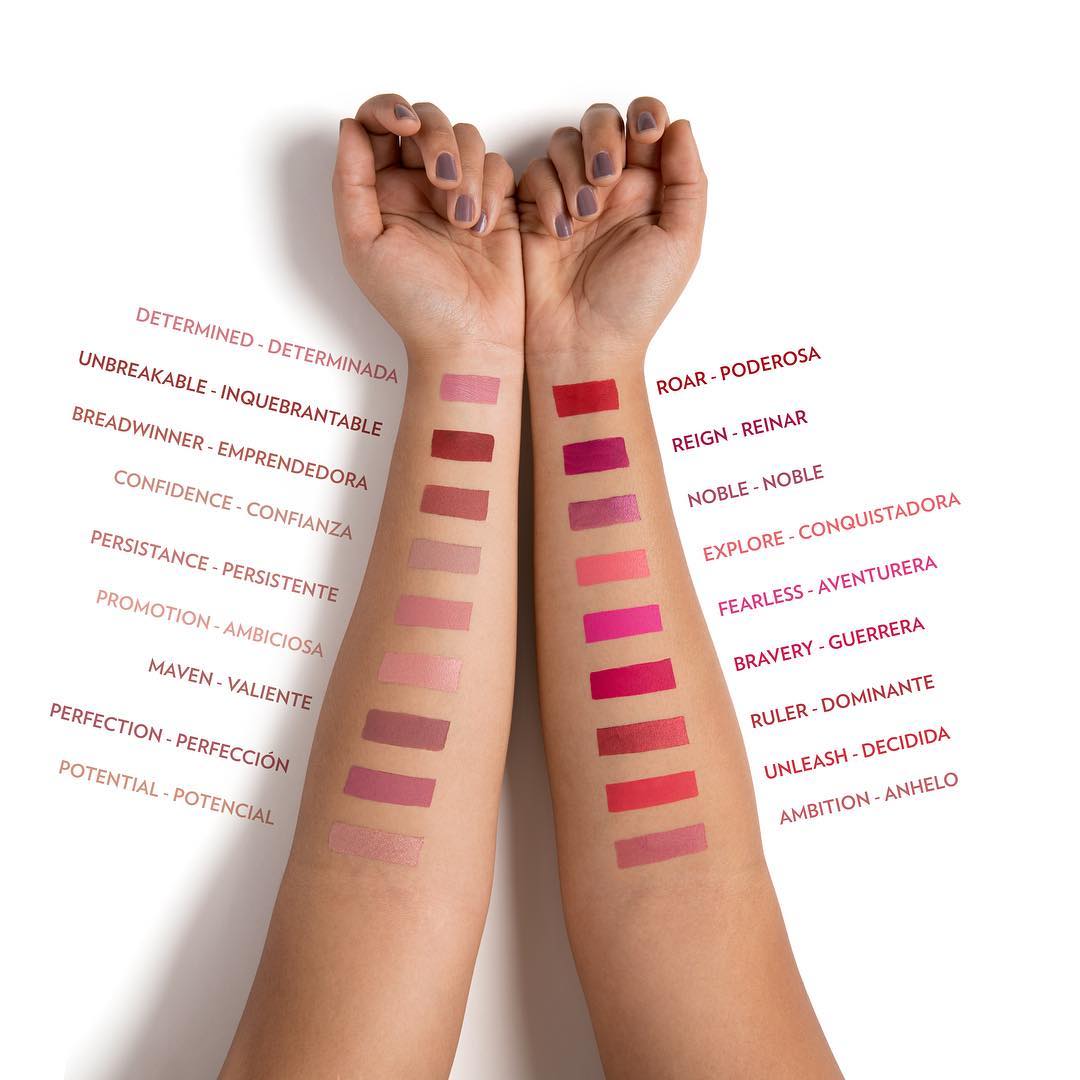 DETERMINED - DETERMINADA
UNBREAKABLE - INQUEBRANTABLE
BREADWINNER - EMPRENDEDORA
CONFIDENCE - CONFIANZA
PERSISTANCE - PERSISTENTE
PROMOTION - AMBICIOSA
MAVEN - VALIENTE
PERFECTION - PERFECCIÓN
POTENTIAL - POTENCIAL
ROAR - PODEROSA
REIGN - REINAR
NOBLE - NOBLE
EXPLORE - CONQUISTADORA
FEARLESS - AVENTURERA
BRAVERY - GUERRERA
RULER - DOMINANTE
UNLEASH - DECIDIDA
AMBITION - ANHELO